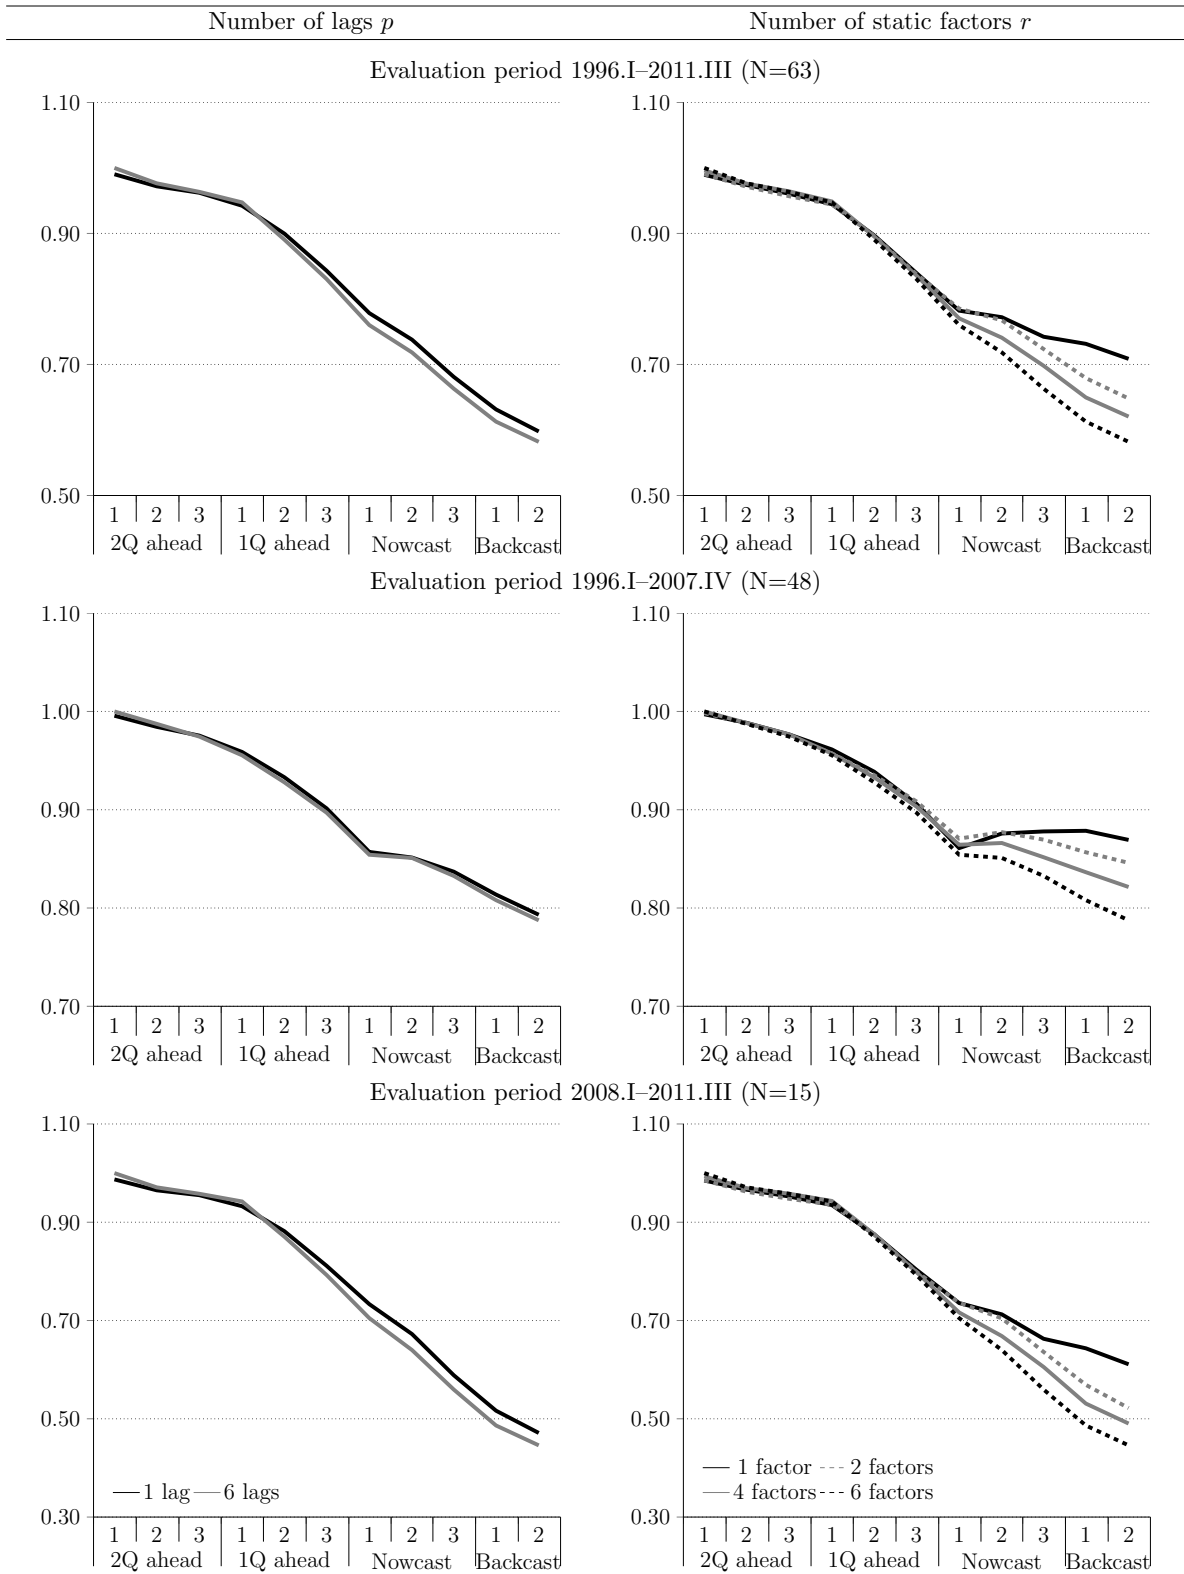 Number of lags p
Number of static factors r
Evaluation period 1996.I–2011.III (N=63)
1.10
0.90
0.70
0.50
1 2 3 1 2 3 1 2 3 1 2
2Q ahead 1Q ahead Nowcast Backcast
1.10
0.90
0.70
0.50
1 2 3 1 2 3 1 2 3 1 2
2Q ahead 1Q ahead Nowcast Backcast
Evaluation period 1996.I–2007.IV (N=48)
1.10
1.00
0.90
0.80
0.70
1 2 3 1 2 3 1 2 3 1 2
2Q ahead 1Q ahead Nowcast Backcast
1.10
1.00
0.90
0.80
0.70
1 2 3 1 2 3 1 2 3 1 2
2Q ahead 1Q ahead Nowcast Backcast
Evaluation period 2008.I–2011.III (N=15)
1.10
0.90
0.70
0.50
0.30
1 lag 6 lags
1 2 3 1 2 3 1 2 3 1 2
2Q ahead 1Q ahead Nowcast Backcast
1.10
0.90
0.70
0.50
0.30
1 factor 2 factors
4 factors 6 factors
1 2 3 1 2 3 1 2 3 1 2
2Q ahead 1Q ahead Nowcast Backcast